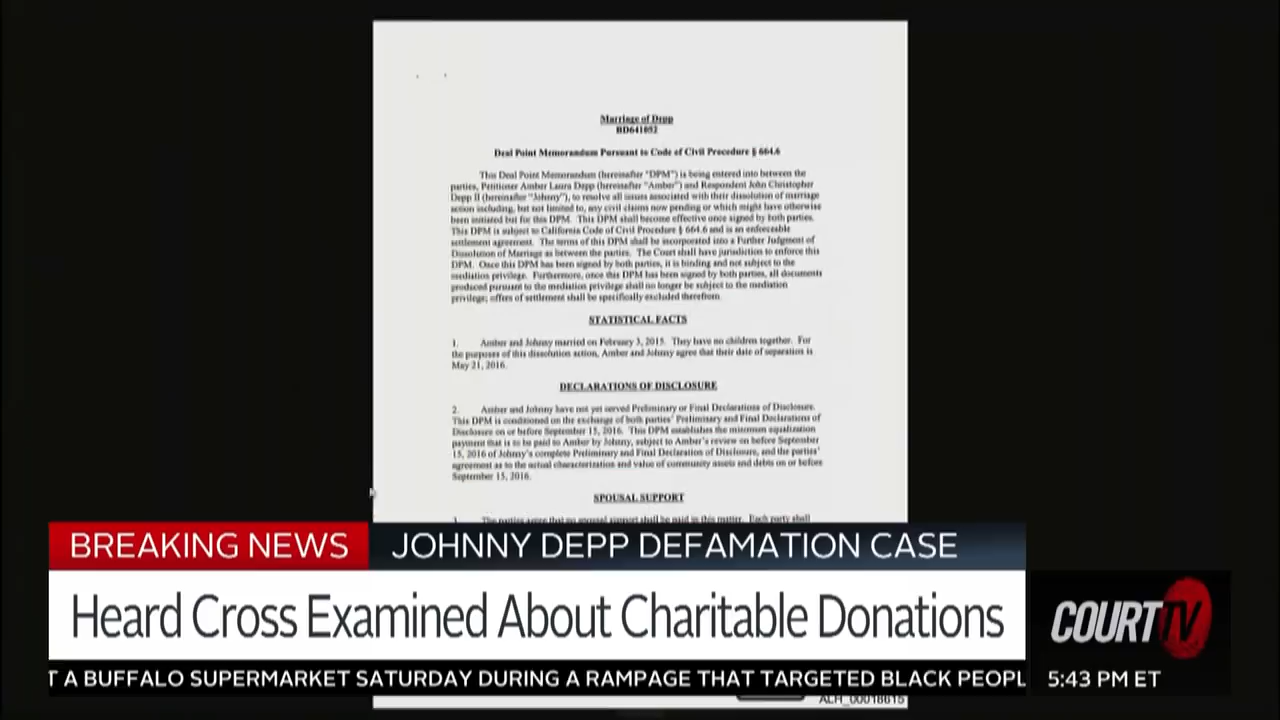 Marriage of Depp
BD641052
Deal Point Memorandum Pursuant to Code of Civil Procedure § 664.6
This Deal Point Memorandum (hereinafter "DPM") is being entered into between the
parties, Petitioner Amber Laura Depp (hereinafter "Amber") and Respondent John Christopher
Depp II (hereinafter "Johnny"), to resolve all issues associated with their dissolution of marriage
action including, but not limited to, any civil claims now pending or which might have otherwise
been initiated but for this DPM. This DPM shall become effective once signed by both parties.
This DPM is subject to California Code of Civil Procedure § 664.6 and is an enforceable
settlement agreement. The terms of this DPM shall be incorporated into a Further Judgment of
Dissolution of Marriage as between the parties. The Court shall have jurisdiction to enforce this
DPM. Once this DPM has been signed by both parties, it is binding and not subject to the
mediation privilege. Furthermore, once this DPM has been signed by both parties, all documents
produced pursuant to the mediation privilege shall no longer be subject to the mediation
privilege; offers of settlement shall be specifically excluded therefrom.
STATISTICAL FACTS
1. Amber and Johnny married on February 3, 2015. They have no children together. For
the purposes of this dissolution action, Amber and Johnny agree that their date of separation is
May 21, 2016.
DECLARATIONS OF DISCLOSURE
2. Amber and Johnny have not yet served Preliminary or Final Declarations of Disclosure.
This DPM is conditioned on the exchange of both parties' Preliminary and Final Declarations of
Disclosure on or before September 15, 2016. This DPM establishes the minimum equalization
payment that is to be paid to Amber by Johnny, subject to Amber's review on before September
15, 2016 of Johnny's complete Preliminary and Final Declaration of Disclosure, and the parties'
agreement as to the actual characterization and value of community assets and debts on or before
September 15, 2016.
SPOUSAL SUPPORT
The parties agree that no spousal support shall be paid in this matter. Each party shall
BREAKING NEWS
JOHNNY DEPP DEFAMATION CASE
Heard Cross Examined About Charitable Donations
COURT TV
T A BUFFALO SUPERMARKET SATURDAY DURING A RAMPAGE THAT TARGETED BLACK PEOPL
5:43 PM ET